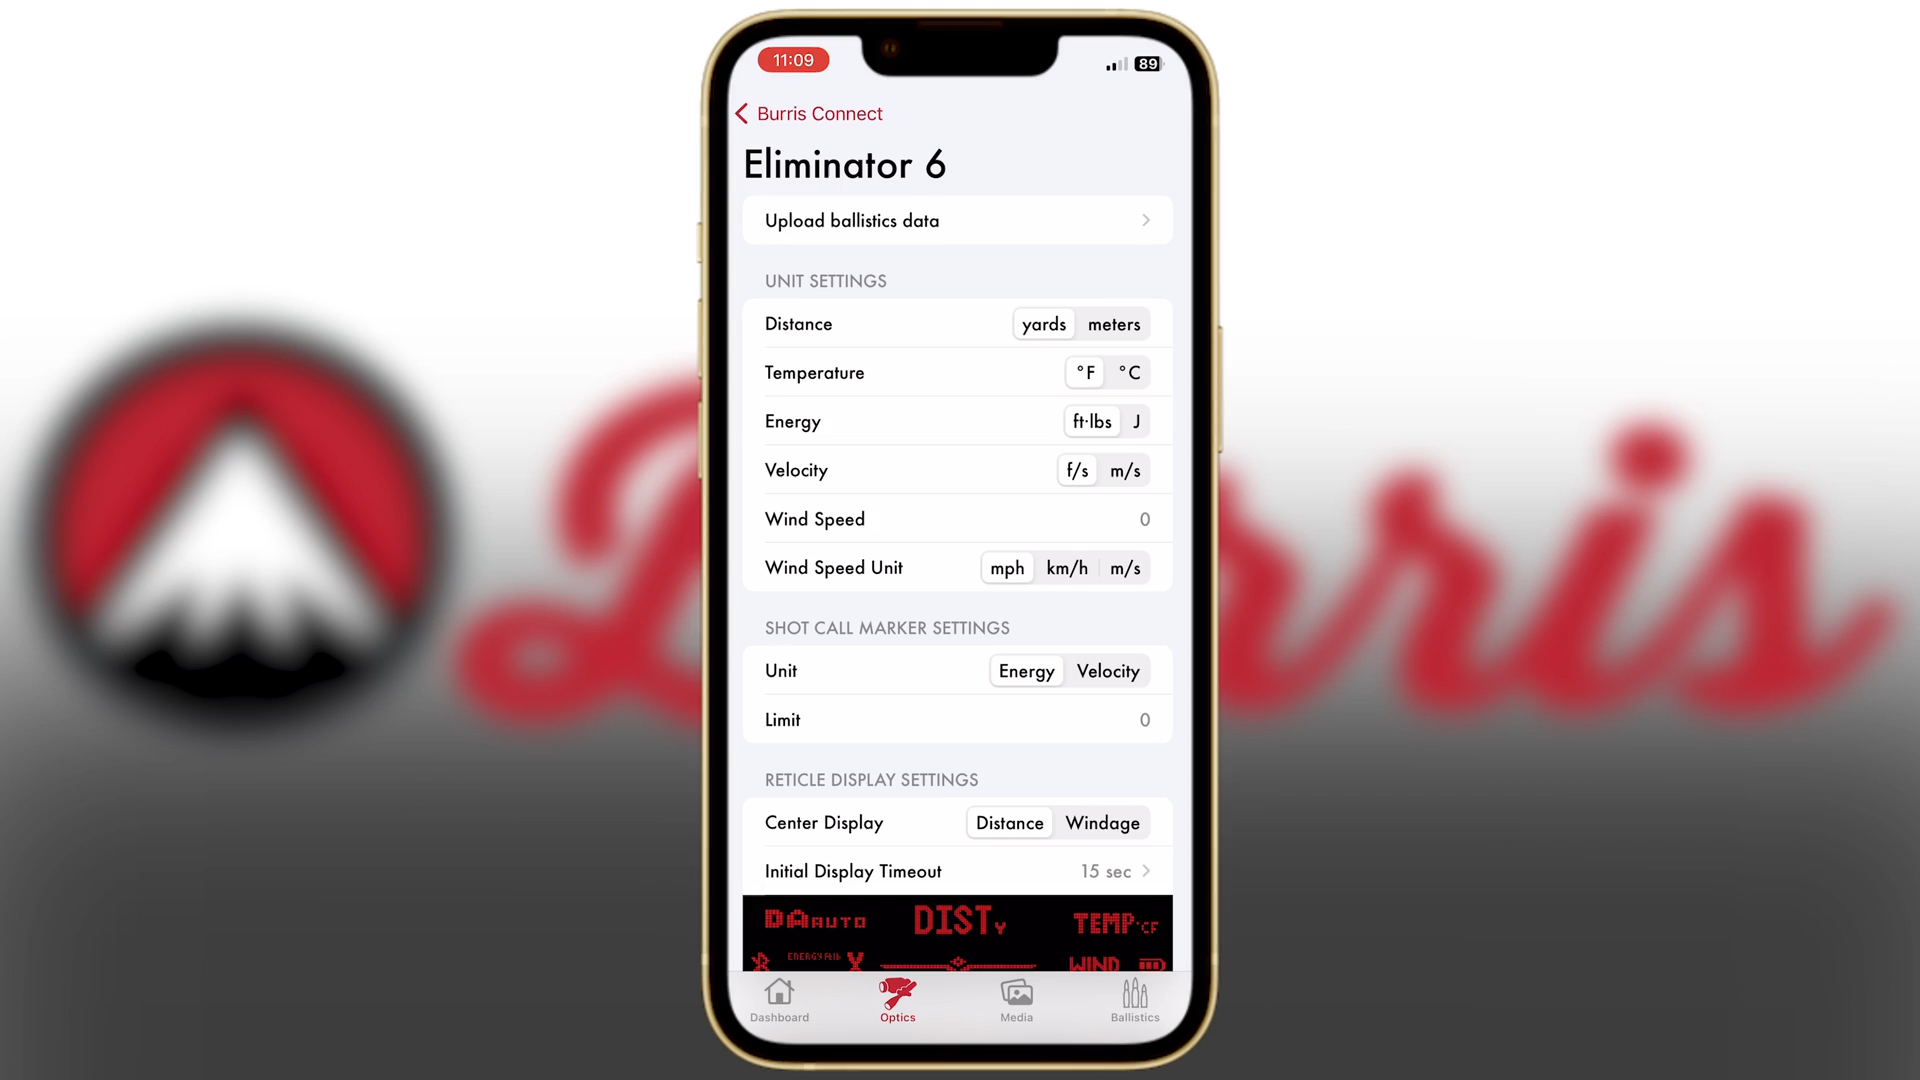 11:09
89
Burris Connect
Eliminator 6
Upload ballistics data
UNIT SETTINGS
Distance yards meters
Temperature °F °C
Energy ft·lbs J
Velocity f/s m/s
Wind Speed 0
Wind Speed Unit mph km/h m/s
SHOT CALL MARKER SETTINGS
Unit Energy Velocity
Limit 0
RETICLE DISPLAY SETTINGS
Center Display Distance Windage
Initial Display Timeout 15 sec
DA AUTO DIST Y TEMP °CF
ENERGY WIND
Dashboard Optics Media Ballistics